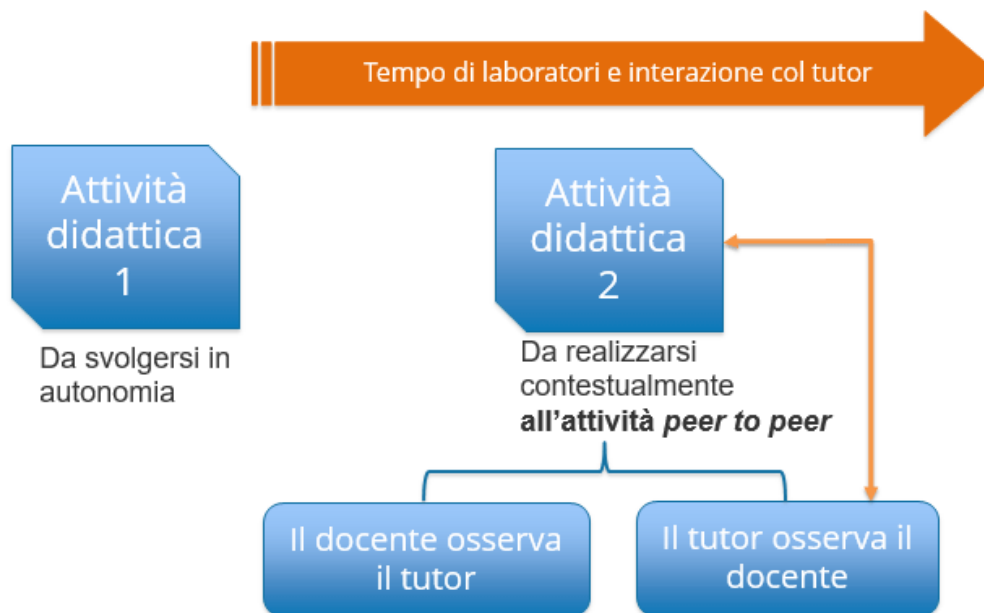 Tempo di laboratori e interazione col tutor
Attività
didattica
1
Da svolgersi in
autonomia
Attività
didattica
2
Da realizzarsi
contestualmente
all'attività peer to peer
Il docente osserva
il tutor
Il tutor osserva il
docente